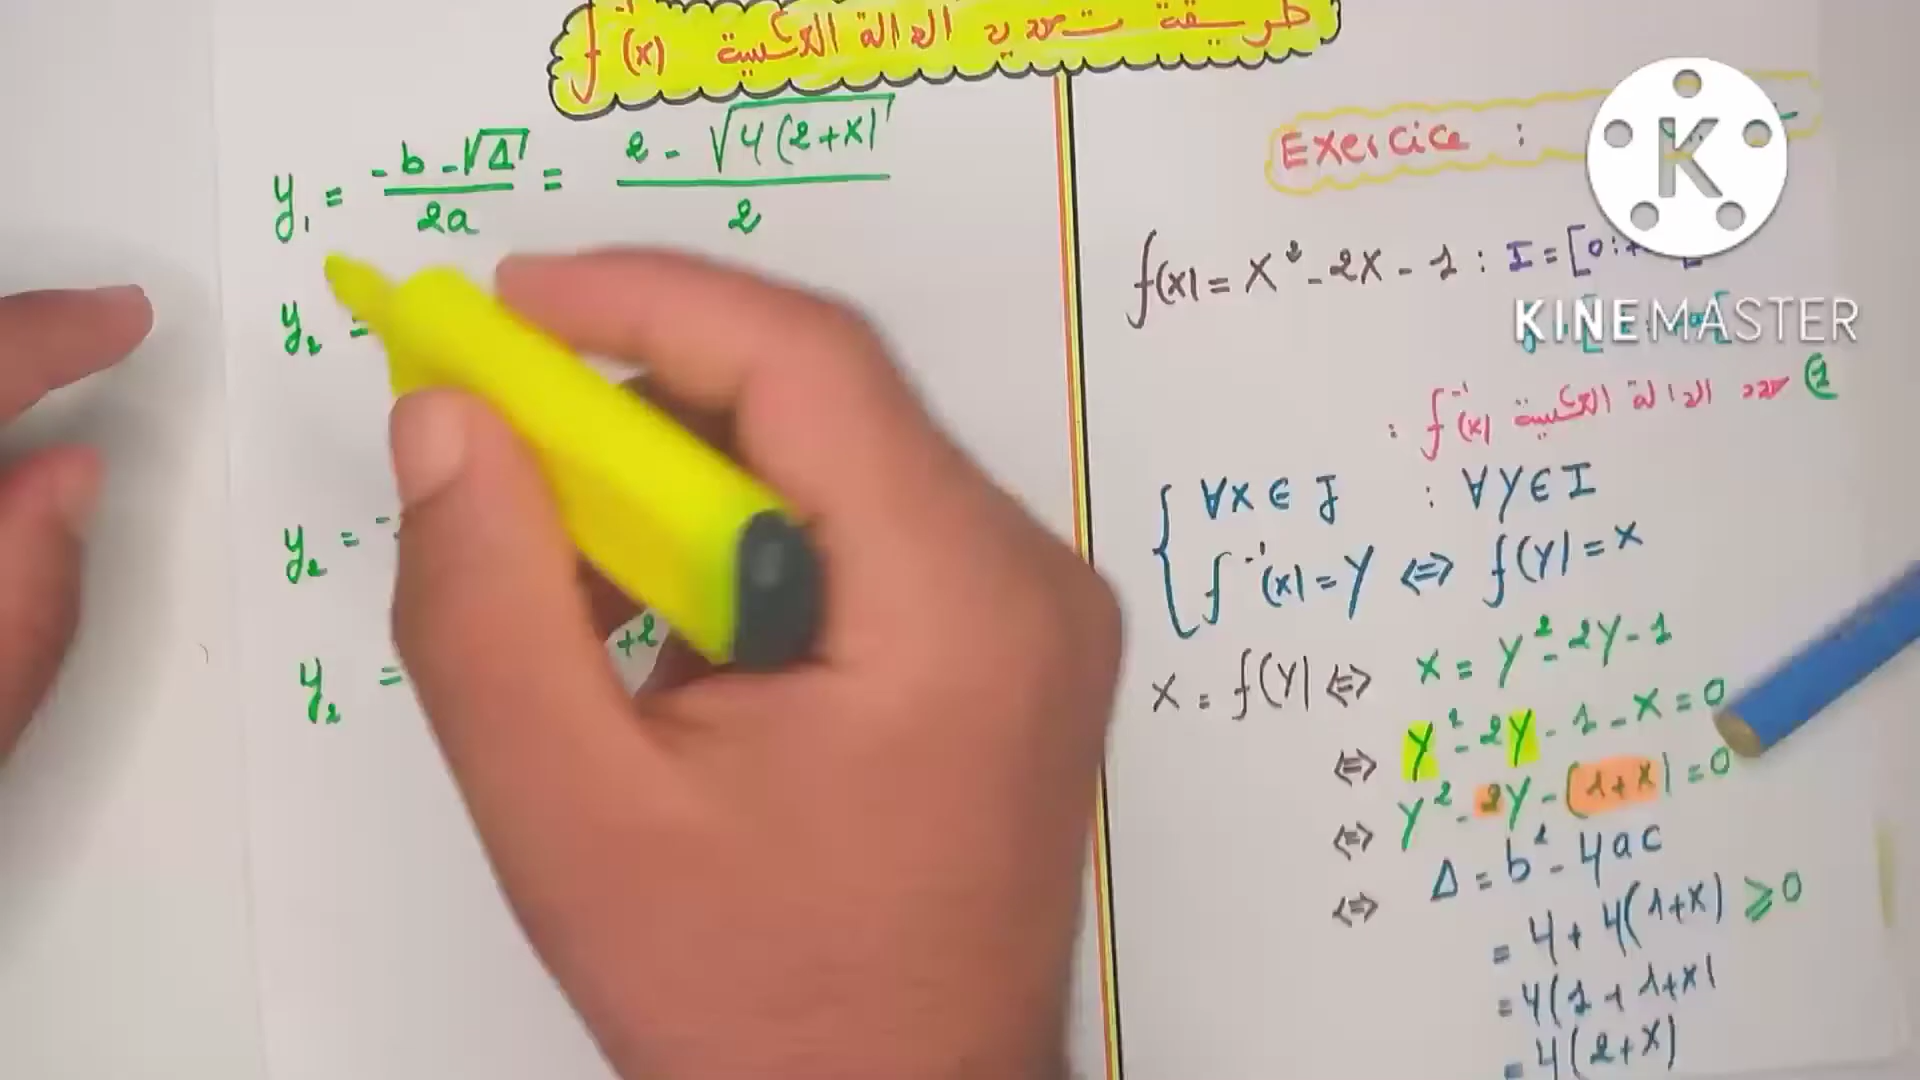 طريقة تحديد الدالة العكسية f⁻¹(x)
y₁ = -b-√Δ / 2a = 2-√4(2+x) / 2
y₂ =
y₂ = -
y₂ = +2
Exercice :
f(x) = x² - 2x - 1 : I = [0 ; +
KINEMASTER
② حدد الدالة العكسية f⁻¹(x) :
∀x ∈ J : ∀y ∈ I
f⁻¹(x) = y ⇔ f(y) = x
x = f(y) ⇔ x = y² - 2y - 1
⇔ y² - 2y - 1 - x = 0
⇔ y² - 2y - (1+x) = 0
⇔ Δ = b² - 4ac
= 4 + 4(1+x) ⩾ 0
= 4(1 + 1+x)
= 4(2+x)